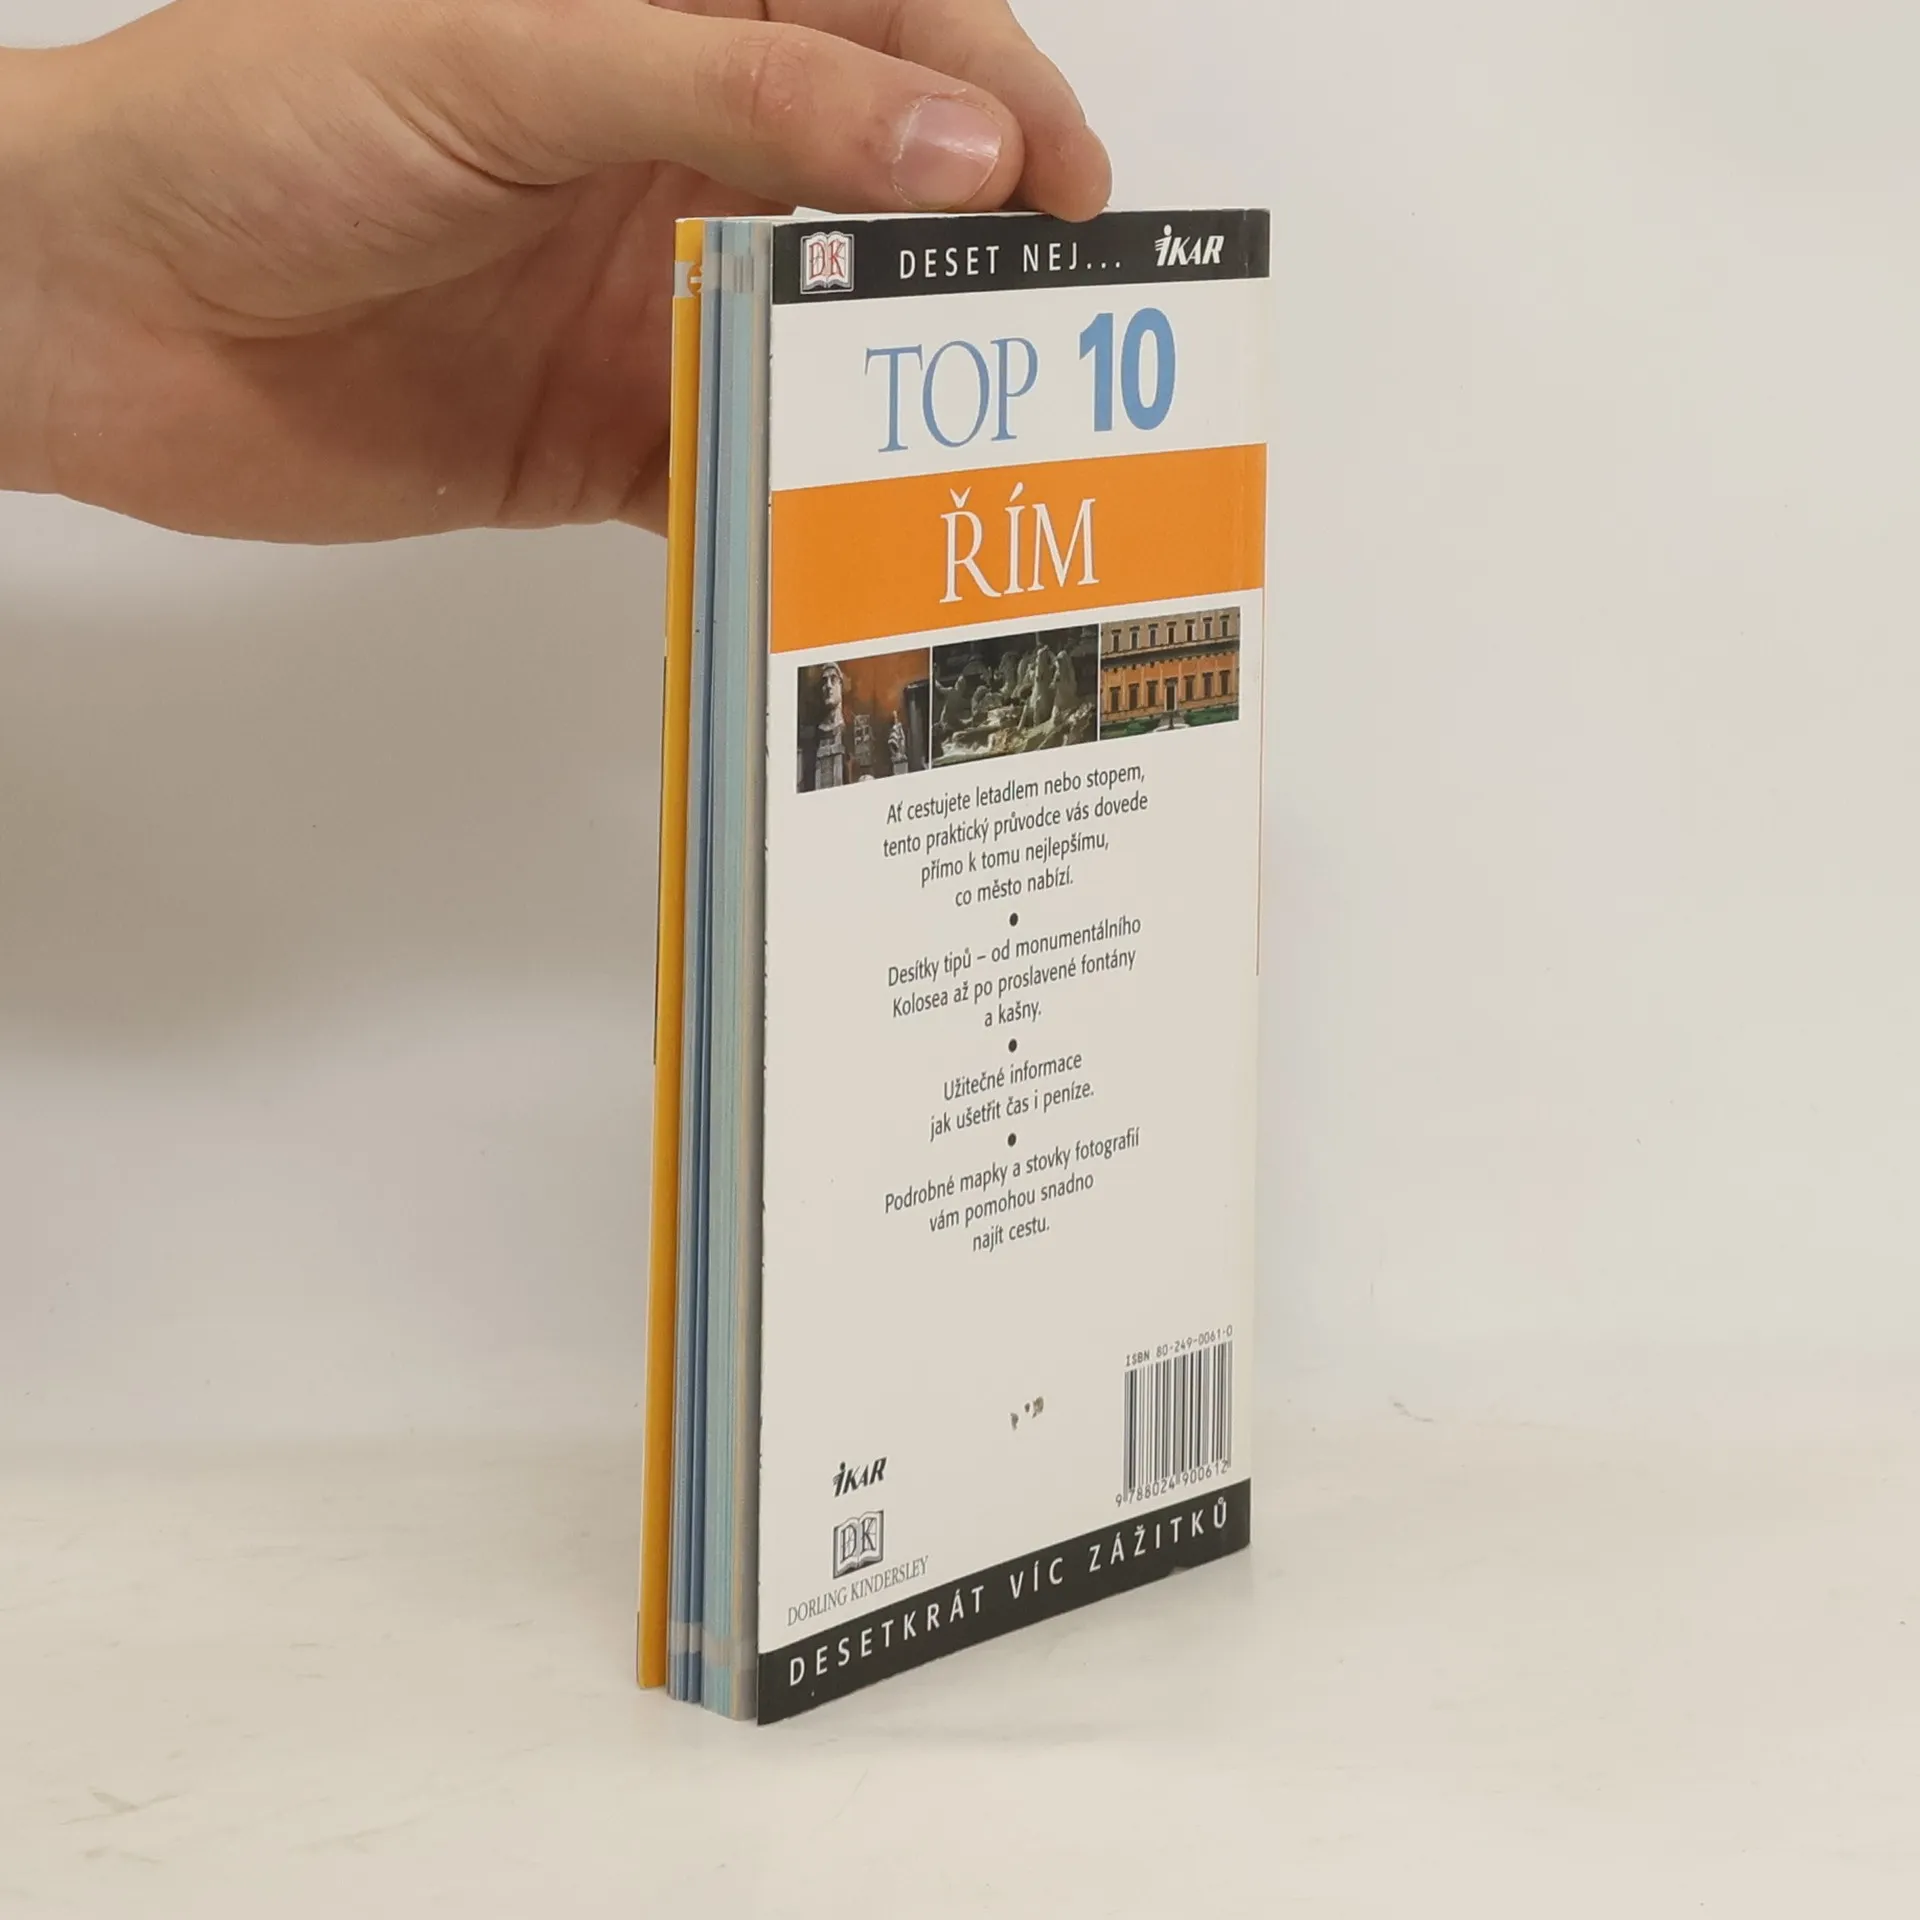 DK DESET NEJ... iKAR
TOP 10
ŘÍM
Ať cestujete letadlem nebo stopem,
tento praktický průvodce vás dovede
přímo k tomu nejlepšímu,
co město nabízí.
•
Desítky tipů – od monumentálního
Kolosea až po proslavené fontány
a kašny.
•
Užitečné informace
jak ušetřit čas i peníze.
•
Podrobné mapky a stovky fotografií
vám pomohou snadno
najít cestu.
ISBN 80-249-0061-0
9 788024 900612
iKAR
DK
DORLING KINDERSLEY
DESETKRÁT VÍC ZÁŽITKŮ